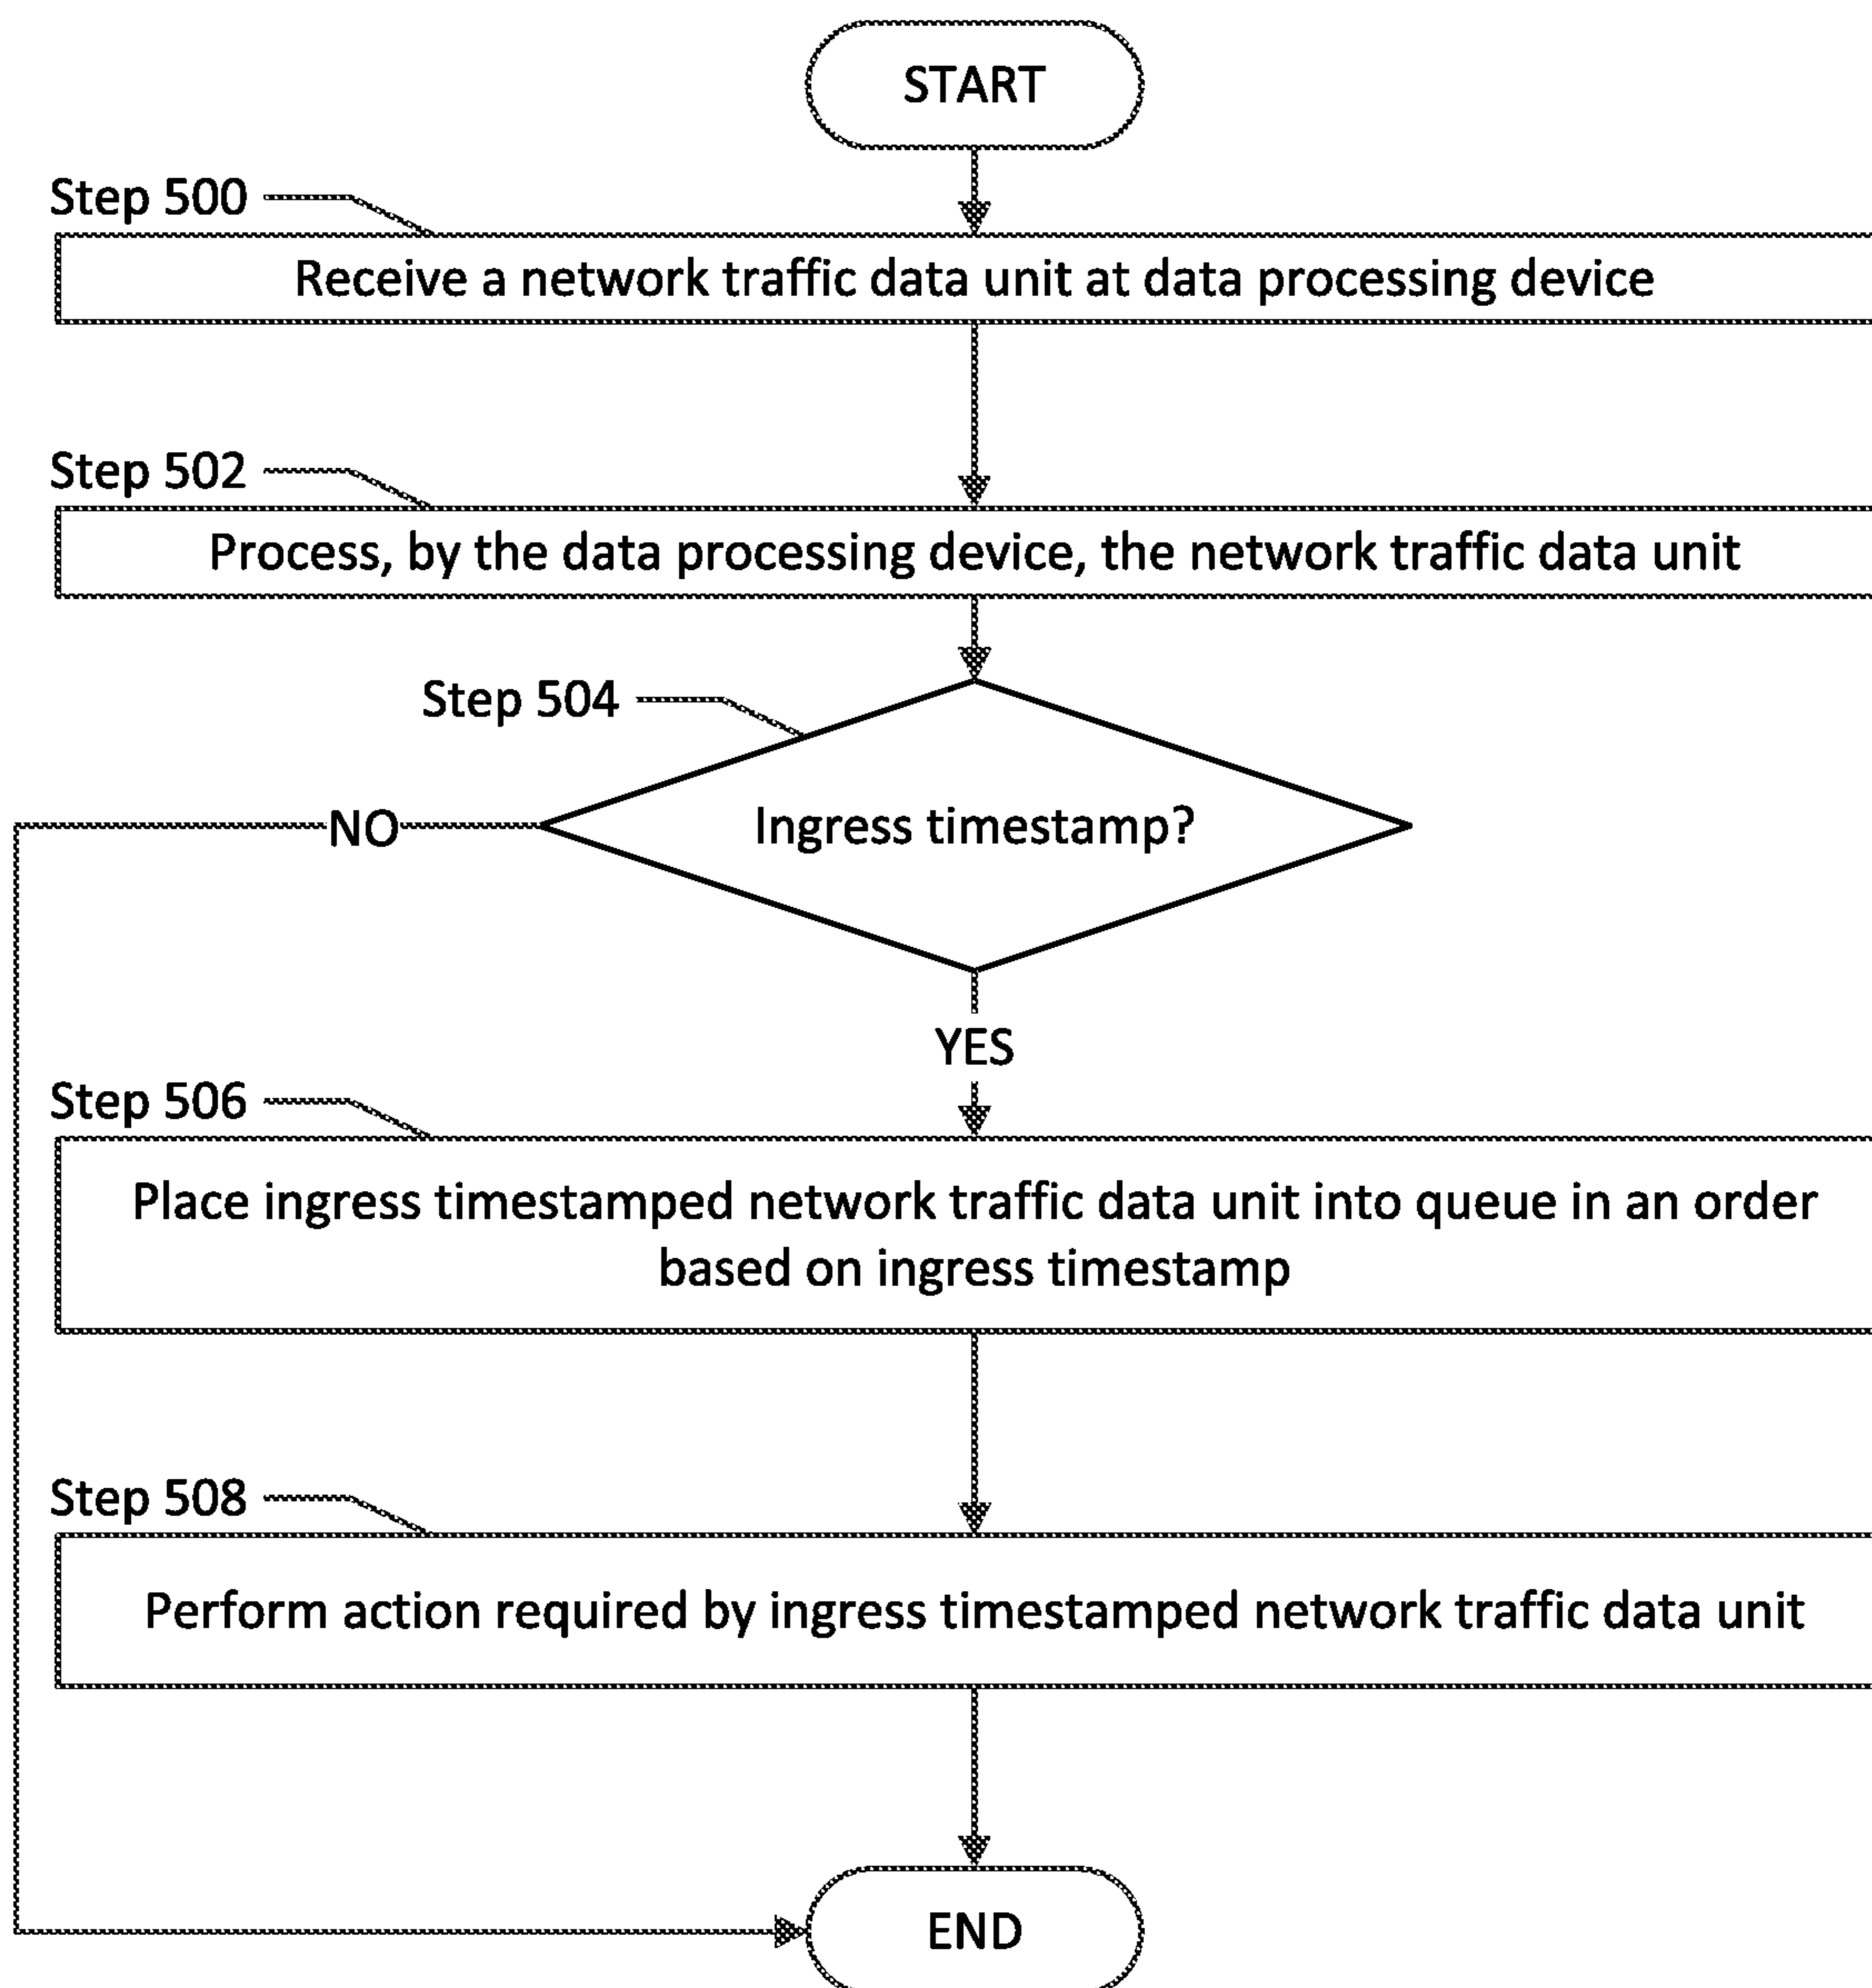 START
Step 500
Receive a network traffic data unit at data processing device
Step 502
Process, by the data processing device, the network traffic data unit
Step 504
Ingress timestamp?
NO
YES
Step 506
Place ingress timestamped network traffic data unit into queue in an order
based on ingress timestamp
Step 508
Perform action required by ingress timestamped network traffic data unit
END